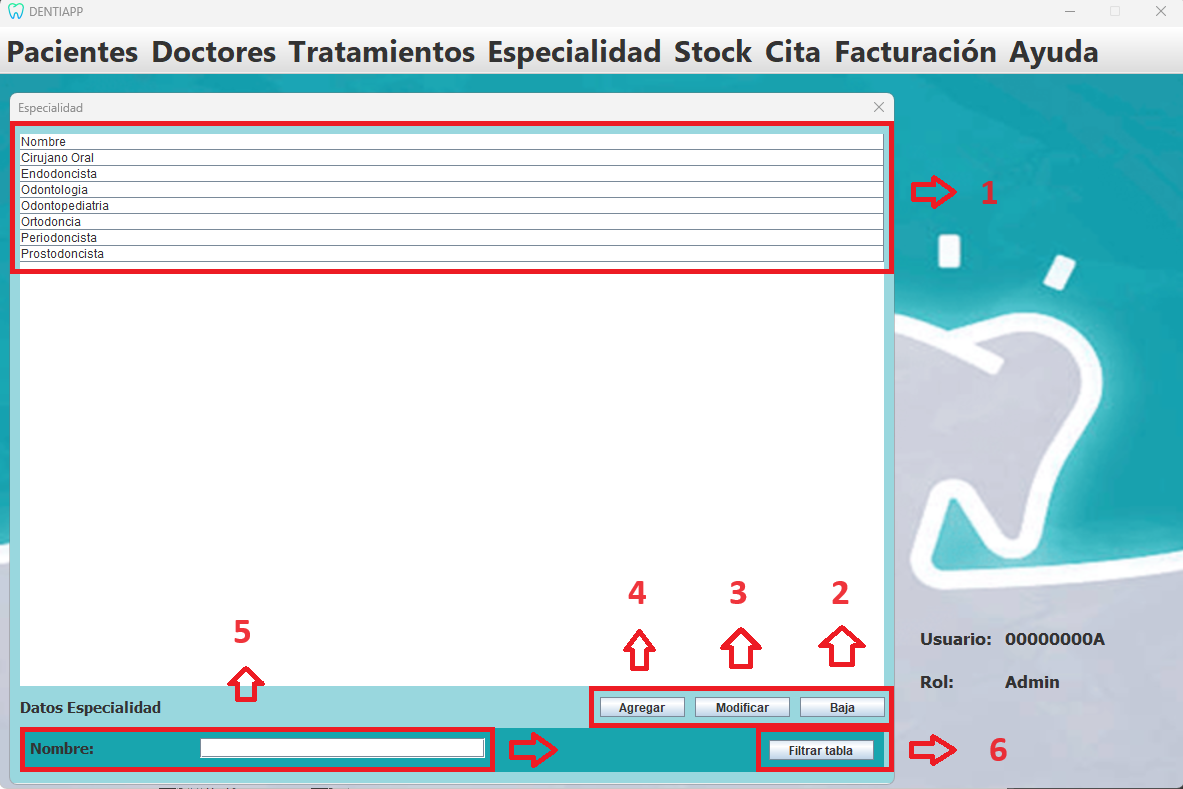 DENTIAPP
Pacientes Doctores Tratamientos Especialidad Stock Cita Facturación Ayuda
Especialidad
Nombre
Cirujano Oral
Endodoncista
Odontologia
Odontopediatria
Ortodoncia
Periodoncista
Prostodoncista
1
4 3 2
5
Usuario: 00000000A
Rol: Admin
Datos Especialidad
Agregar Modificar Baja
Nombre:
Filtrar tabla
6